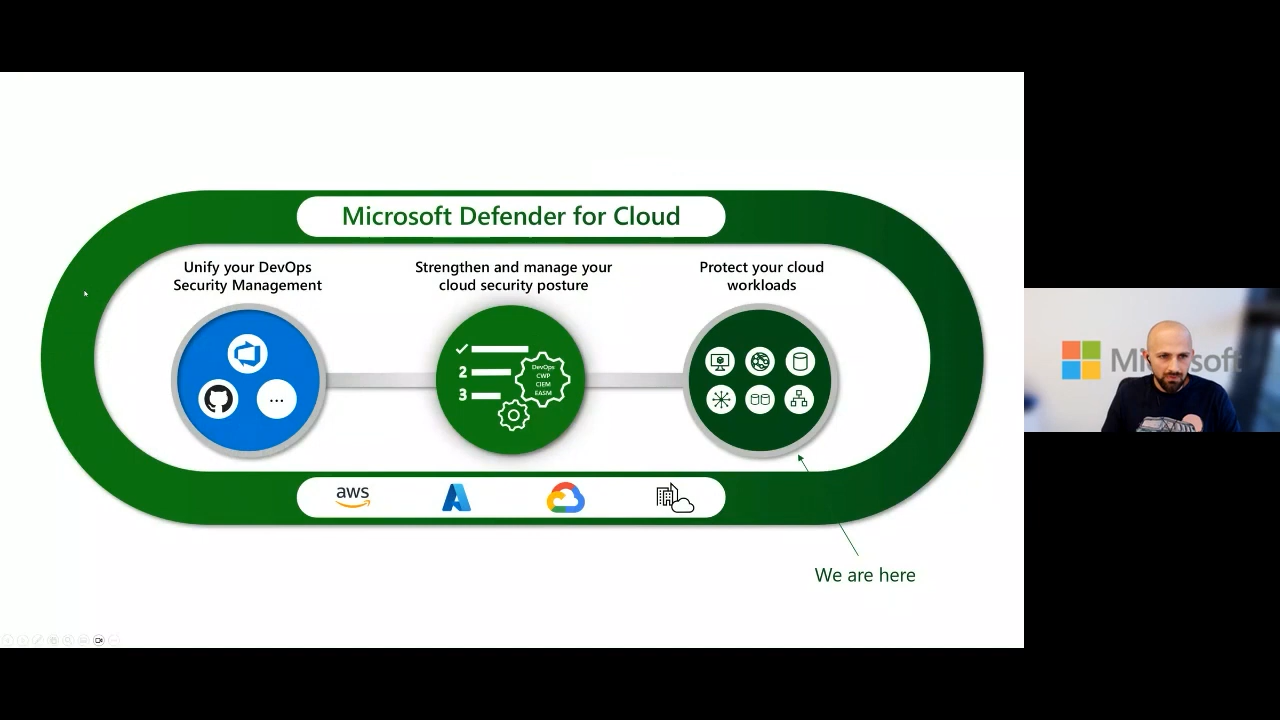 Microsoft Defender for Cloud
Unify your DevOps
Security Management
Strengthen and manage your
cloud security posture
Protect your cloud
workloads
2
3
DevOps
CWP
CIEM
EASM
...
aws
We are here
Microsoft